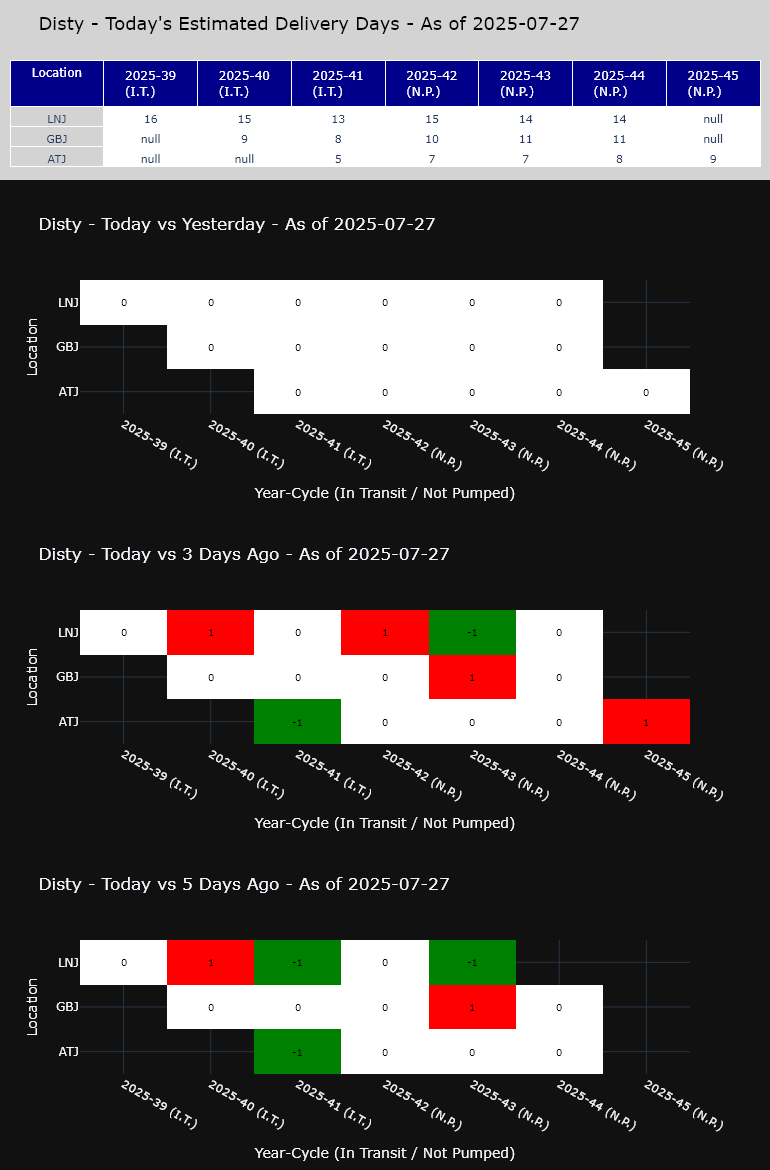 Disty - Today's Estimated Delivery Days - As of 2025-07-27
Location 2025-39 (I.T.) 2025-40 (I.T.) 2025-41 (I.T.) 2025-42 (N.P.) 2025-43 (N.P.) 2025-44 (N.P.) 2025-45 (N.P.)
LNJ 16 15 13 15 14 14 null
GBJ null 9 8 10 11 11 null
ATJ null null 5 7 7 8 9
Disty - Today vs Yesterday - As of 2025-07-27
Location
LNJ 0 0 0 0 0 0
GBJ 0 0 0 0 0
ATJ 0 0 0 0 0
2025-39 (I.T.) 2025-40 (I.T.) 2025-41 (I.T.) 2025-42 (N.P.) 2025-43 (N.P.) 2025-44 (N.P.) 2025-45 (N.P.)
Year-Cycle (In Transit / Not Pumped)
Disty - Today vs 3 Days Ago - As of 2025-07-27
Location
LNJ 0 1 0 1 -1 0
GBJ 0 0 0 1 0
ATJ -1 0 0 0 1
2025-39 (I.T.) 2025-40 (I.T.) 2025-41 (I.T.) 2025-42 (N.P.) 2025-43 (N.P.) 2025-44 (N.P.) 2025-45 (N.P.)
Year-Cycle (In Transit / Not Pumped)
Disty - Today vs 5 Days Ago - As of 2025-07-27
Location
LNJ 0 1 -1 0 -1
GBJ 0 0 0 1 0
ATJ -1 0 0 0
2025-39 (I.T.) 2025-40 (I.T.) 2025-41 (I.T.) 2025-42 (N.P.) 2025-43 (N.P.) 2025-44 (N.P.) 2025-45 (N.P.)
Year-Cycle (In Transit / Not Pumped)